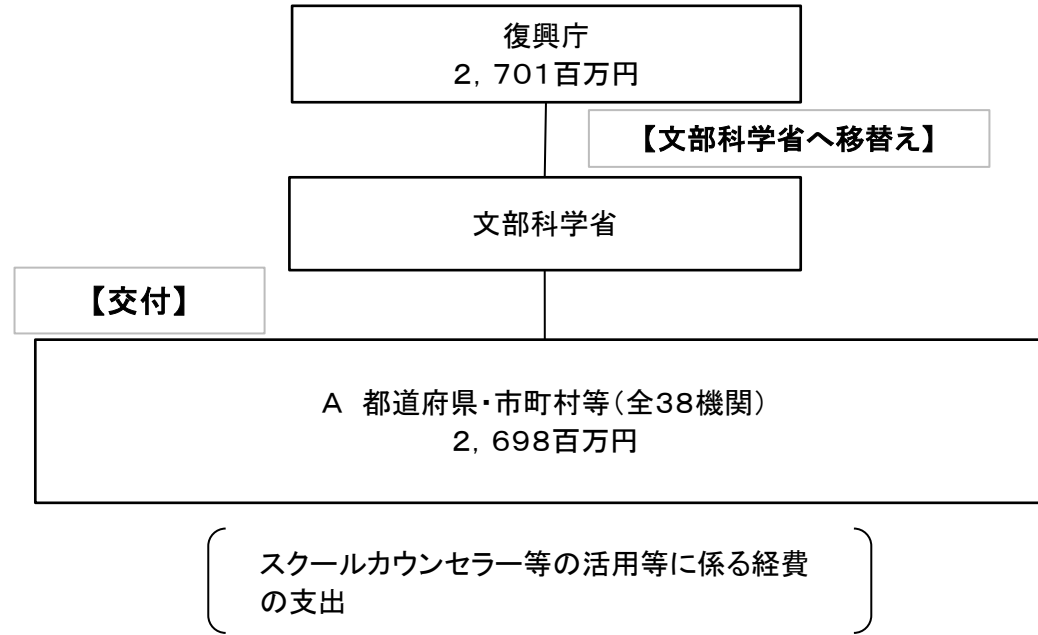 復興庁
２，７０１百万円
【文部科学省へ移替え】
文部科学省
【交付】
Ａ　都道府県・市町村等（全３８機関）
２，６９８百万円
スクールカウンセラー等の活用等に係る経費
の支出